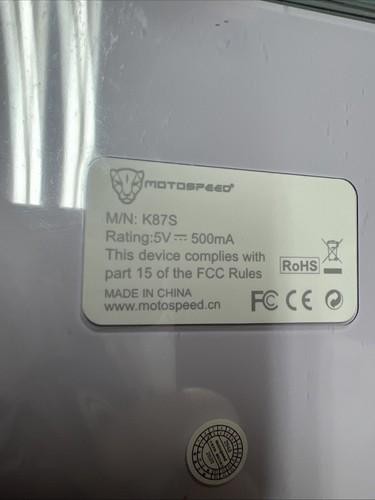 MOTOSPEED®
M/N: K87S
Rating:5V ⎓ 500mA
This device complies with
part 15 of the FCC Rules
RoHS
MADE IN CHINA
www.motospeed.cn
FC CE